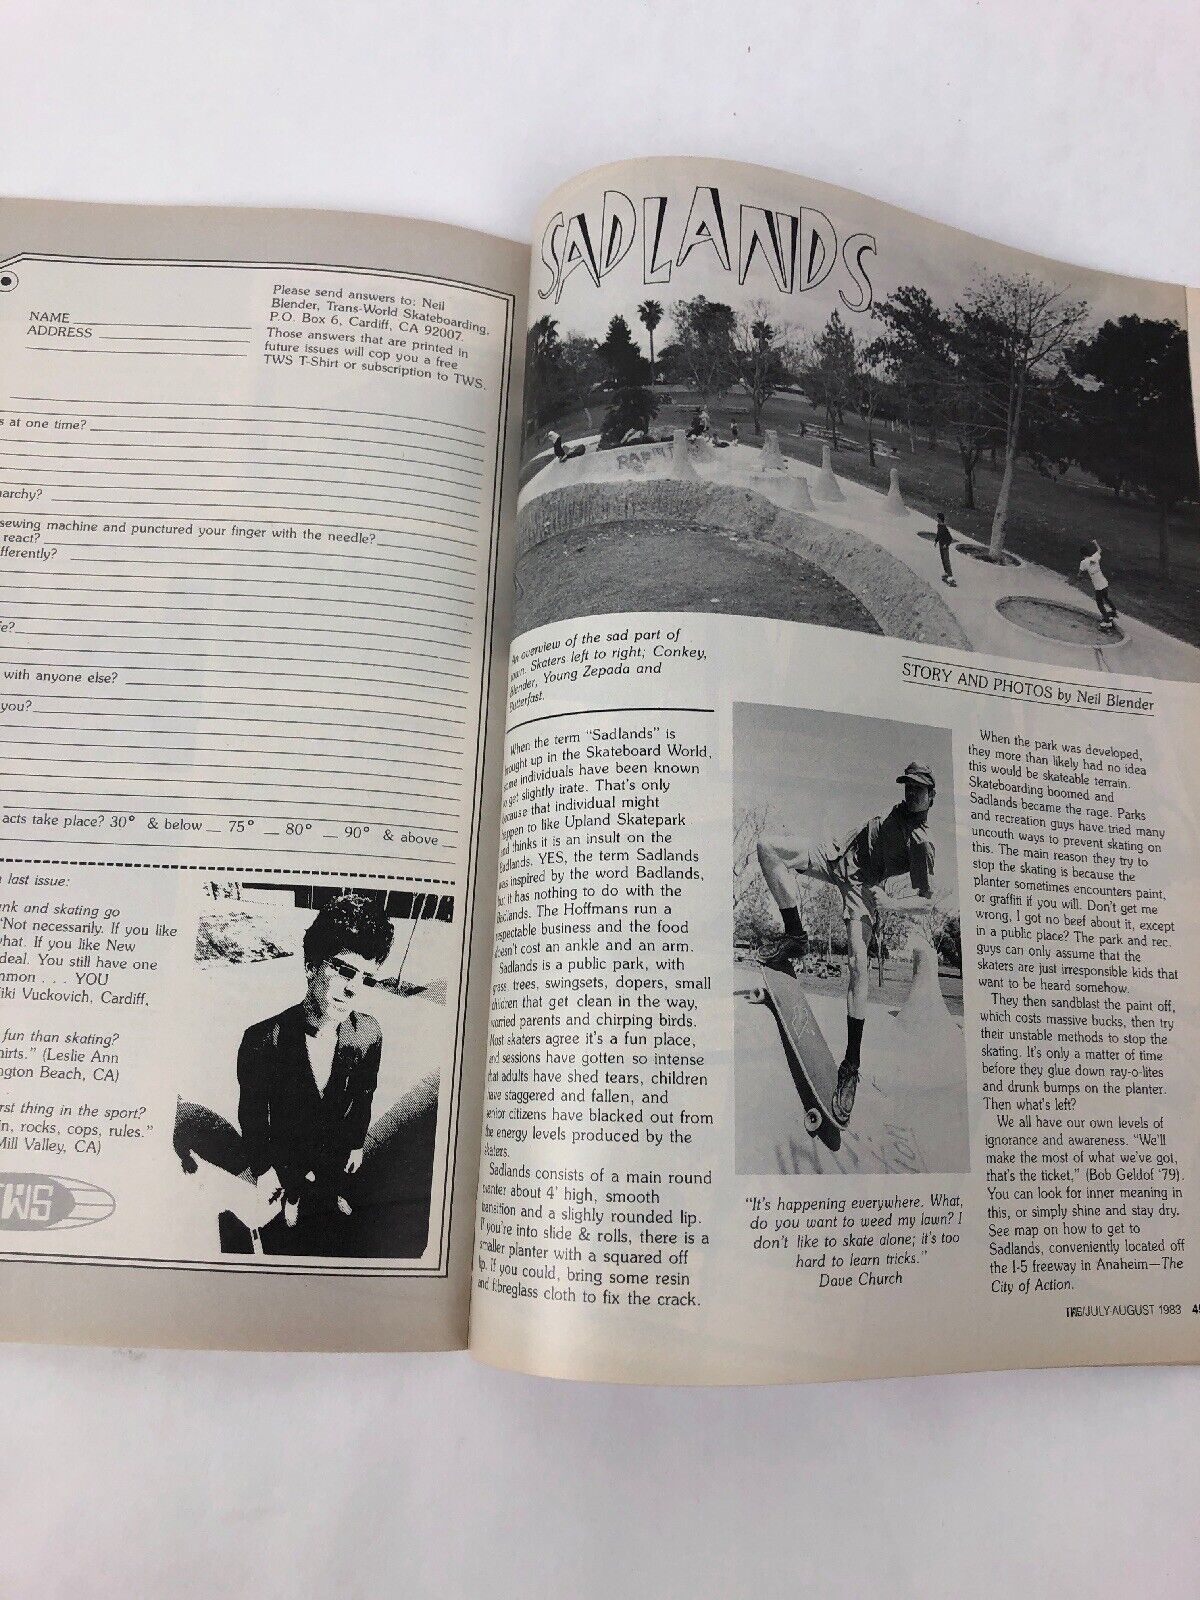 Please send answers to: Neil
Blender, Trans-World Skateboarding,
P.O. Box 6, Cardiff, CA 92007.
Those answers that are printed in
future issues will cop you a free
TWS T-Shirt or subscription to TWS.
NAME
ADDRESS
s at one time?
narchy?
sewing machine and punctured your finger with the needle?
react?
fferently?
fe?
with anyone else?
you?
acts take place? 30° & below 75° 80° 90° & above
last issue:
nk and skating go
"Not necessarily. If you like
what. If you like New
deal. You still have one
mmon . . . YOU
iki Vuckovich, Cardiff,
fun than skating?
irts." (Leslie Ann
ngton Beach, CA)
rst thing in the sport?
n, rocks, cops, rules."
Mill Valley, CA)
SADLANDS
An overview of the sad part of
town. Skaters left to right; Conkey,
Blender, Young Zepada and
Butterfast.
STORY AND PHOTOS by Neil Blender
When the term "Sadlands" is
brought up in the Skateboard World,
some individuals have been known
to get slightly irate. That's only
because that individual might
happen to like Upland Skatepark
and thinks it is an insult on the
Badlands. YES, the term Sadlands
was inspired by the word Badlands,
but it has nothing to do with the
Badlands. The Hoffmans run a
respectable business and the food
doesn't cost an ankle and an arm.
Sadlands is a public park, with
grass, trees, swingsets, dopers, small
children that get clean in the way,
worried parents and chirping birds.
Most skaters agree it's a fun place,
and sessions have gotten so intense
that adults have shed tears, children
have staggered and fallen, and
senior citizens have blacked out from
the energy levels produced by the
skaters.
Sadlands consists of a main round
planter about 4' high, smooth
transition and a slighly rounded lip.
If you're into slide & rolls, there is a
smaller planter with a squared off
lip. If you could, bring some resin
and fibreglass cloth to fix the crack.
"It's happening everywhere. What,
do you want to weed my lawn? I
don't like to skate alone; it's too
hard to learn tricks."
Dave Church
When the park was developed,
they more than likely had no idea
this would be skateable terrain.
Skateboarding boomed and
Sadlands became the rage. Parks
and recreation guys have tried many
uncouth ways to prevent skating on
this. The main reason they try to
stop the skating is because the
planter sometimes encounters paint,
or graffiti if you will. Don't get me
wrong, I got no beef about it, except
in a public place? The park and rec.
guys can only assume that the
skaters are just irresponsible kids that
want to be heard somehow.
They then sandblast the paint off,
which costs massive bucks, then try
their unstable methods to stop the
skating. It's only a matter of time
before they glue down ray-o-lites
and drunk bumps on the planter.
Then what's left?
We all have our own levels of
ignorance and awareness. "We'll
make the most of what we've got,
that's the ticket," (Bob Geldof '79).
You can look for inner meaning in
this, or simply shine and stay dry.
See map on how to get to
Sadlands, conveniently located off
the I-5 freeway in Anaheim—The
City of Action.
TWS/JULY-AUGUST 1983